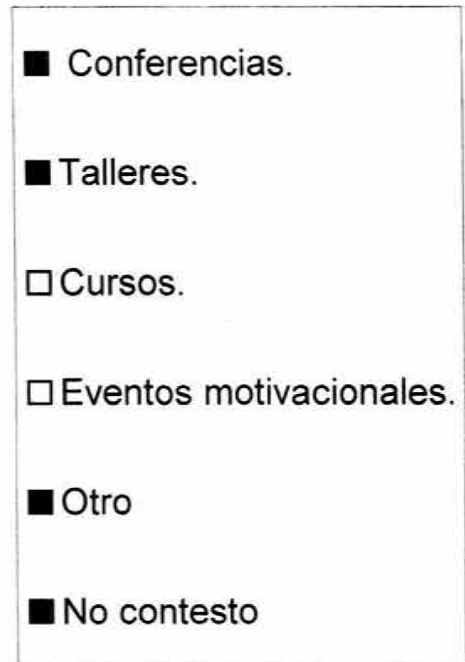 Conferencias.
Talleres.
Cursos.
Eventos motivacionales.
Otro
No contesto